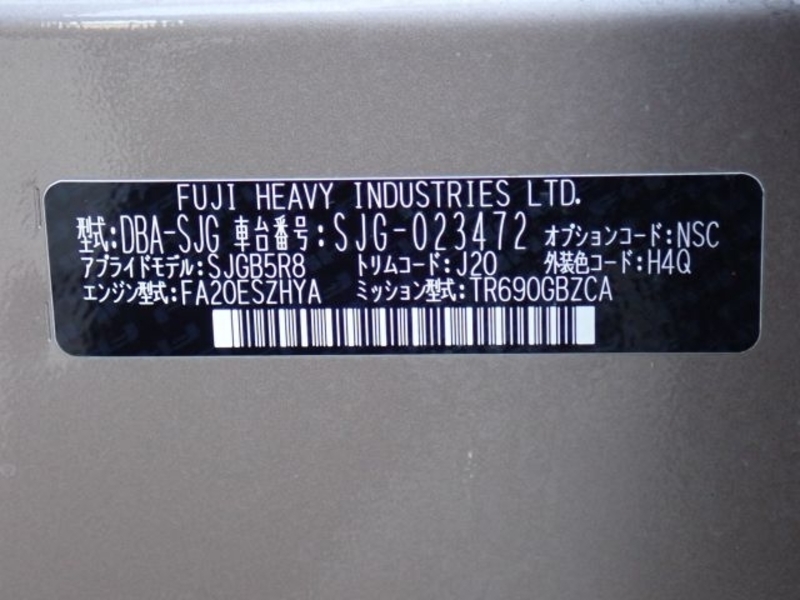 FUJI HEAVY INDUSTRIES LTD.
型式:DBA-SJG 車台番号:SJG-023472 オプションコード:NSC
アプライドモデル:SJGB5R8 トリムコード:J20 外装色コード:H4Q
エンジン型式:FA20ESZHYA ミッション型式:TR690GBZCA